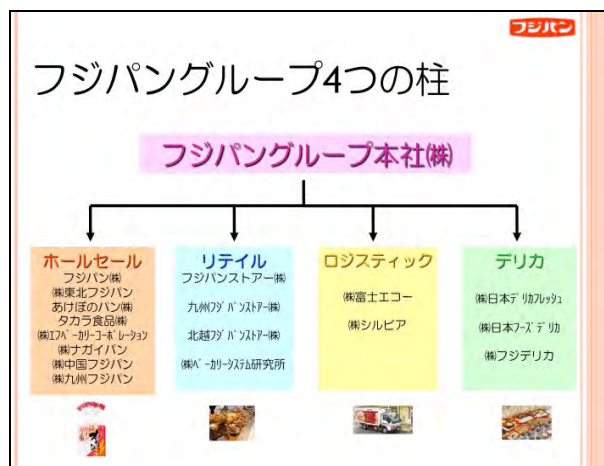 フジパン
フジパングループ4つの柱
フジパングループ本社㈱
ホールセール
フジパン㈱
㈱東北フジパン
あけぼのパン㈱
タカラ食品㈱
㈱エフベーカリーコーポレーション
㈱ナガイパン
㈱中国フジパン
㈱九州フジパン
リテイル
フジパンストアー㈱
九州フジパンストアー㈱
北越フジパンストアー㈱
㈱ベーカリーシステム研究所
ロジスティック
㈱富士エコー
㈱シルビア
デリカ
㈱日本デリカフレッシュ
㈱日本フーズデリカ
㈱フジデリカ